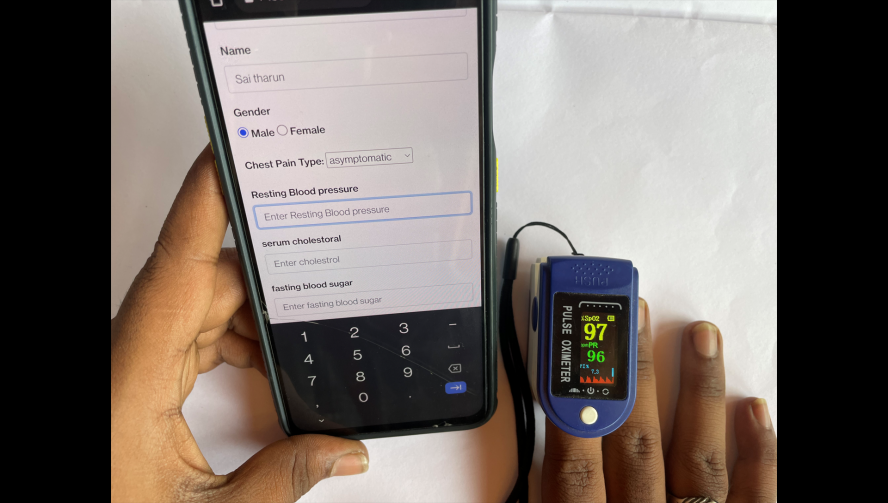 Name
Sai tharun
Gender
Male Female
Chest Pain Type: asymptomatic
Resting Blood pressure
Enter Resting Blood pressure
serum cholestoral
Enter cholestrol
fasting blood sugar
Enter fasting blood sugar
1 2 3 -
4 5 6
7 8 9
, 0 .
PUSH
PULSE OXIMETER
SpO2
97
PR
96
7.3